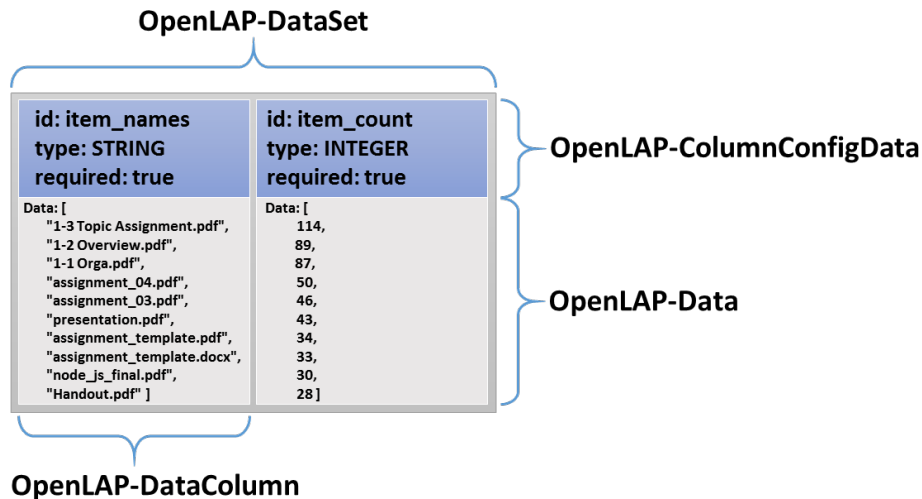 OpenLAP-DataSet
id: item_names
type: STRING
required: true
id: item_count
type: INTEGER
required: true
OpenLAP-ColumnConfigData
Data: [
"1-3 Topic Assignment.pdf",
"1-2 Overview.pdf",
"1-1 Orga.pdf",
"assignment_04.pdf",
"assignment_03.pdf",
"presentation.pdf",
"assignment_template.pdf",
"assignment_template.docx",
"node_js_final.pdf",
"Handout.pdf" ]
Data: [
114,
89,
87,
50,
46,
43,
34,
33,
30,
28 ]
OpenLAP-Data
OpenLAP-DataColumn